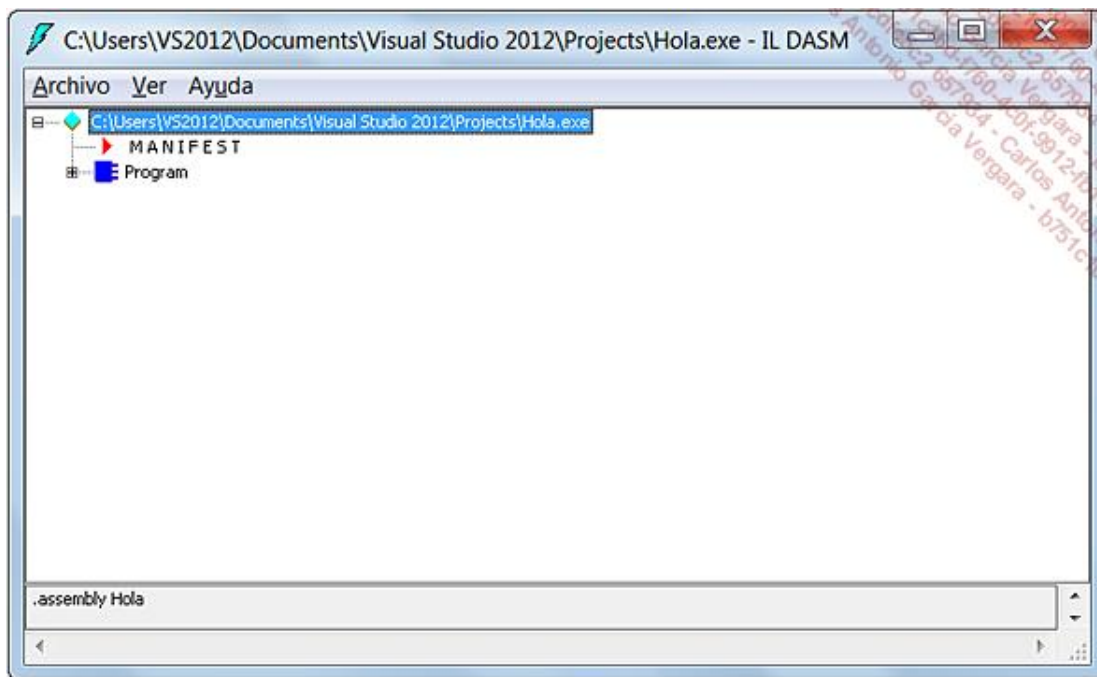 C:\Users\VS2012\Documents\Visual Studio 2012\Projects\Hola.exe - IL DASM
Archivo Ver Ayuda
C:\Users\VS2012\Documents\Visual Studio 2012\Projects\Hola.exe
MANIFEST
Program
.assembly Hola